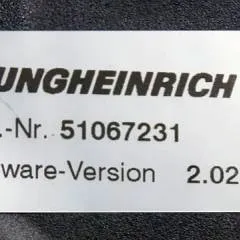 UNGHEINRICH
.-Nr. 51067231
ware-Version 2.02